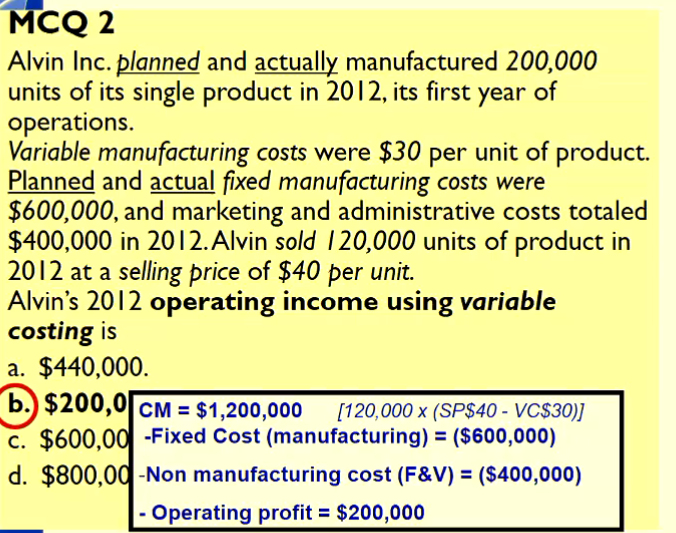 MCQ 2
Alvin Inc. planned and actually manufactured 200,000
units of its single product in 2012, its first year of
operations.
Variable manufacturing costs were $30 per unit of product.
Planned and actual fixed manufacturing costs were
$600,000, and marketing and administrative costs totaled
$400,000 in 2012. Alvin sold 120,000 units of product in
2012 at a selling price of $40 per unit.
Alvin's 2012 operating income using variable
costing is
a. $440,000.
b. $200,0
c. $600,00
d. $800,00
CM = $1,200,000 [120,000 x (SP$40 - VC$30)]
-Fixed Cost (manufacturing) = ($600,000)
-Non manufacturing cost (F&V) = ($400,000)
- Operating profit = $200,000